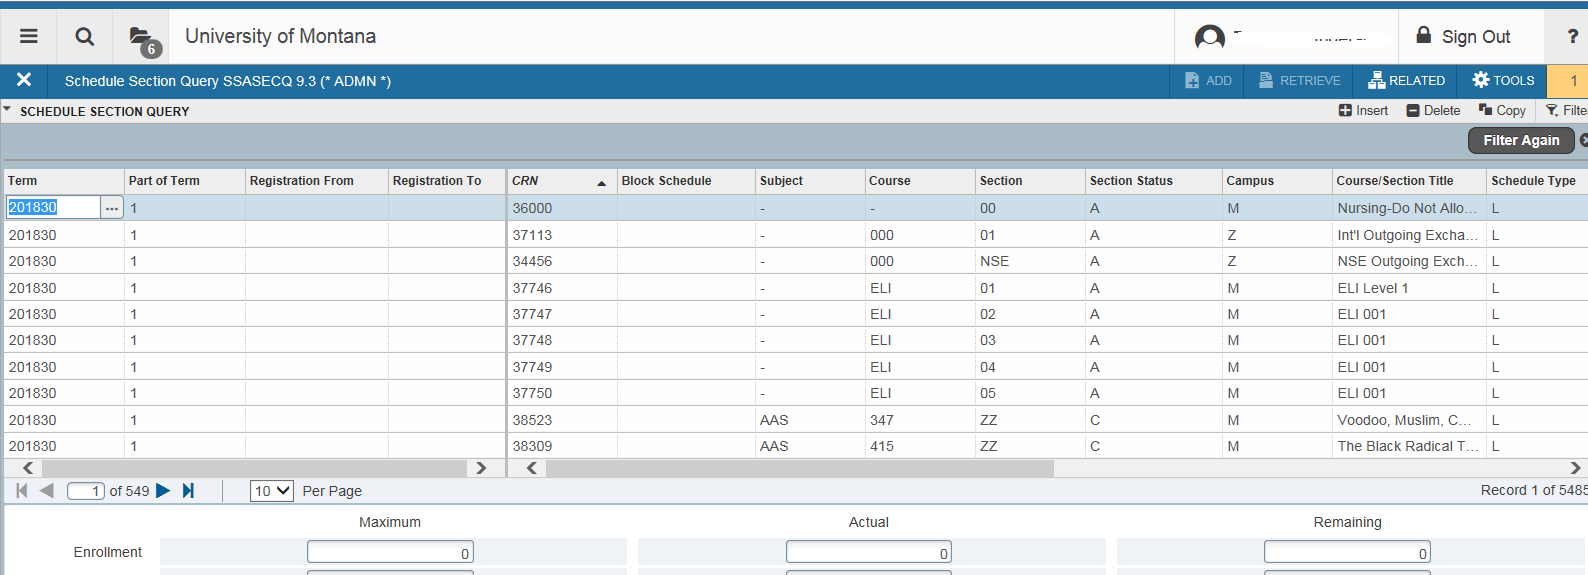 6 University of Montana Sign Out ?
Schedule Section Query SSASECQ 9.3 (* ADMN *) ADD RETRIEVE RELATED TOOLS 1
SCHEDULE SECTION QUERY Insert Delete Copy Filte
Filter Again
Term Part of Term Registration From Registration To CRN Block Schedule Subject Course Section Section Status Campus Course/Section Title Schedule Type
201830 ... 1 36000 - - 00 A M Nursing-Do Not Allo... L
201830 1 37113 - 000 01 A Z Int'l Outgoing Excha... L
201830 1 34456 - 000 NSE A Z NSE Outgoing Exch... L
201830 1 37746 - ELI 01 A M ELI Level 1 L
201830 1 37747 - ELI 02 A M ELI 001 L
201830 1 37748 - ELI 03 A M ELI 001 L
201830 1 37749 - ELI 04 A M ELI 001 L
201830 1 37750 - ELI 05 A M ELI 001 L
201830 1 38523 AAS 347 ZZ C M Voodoo, Muslim, C... L
201830 1 38309 AAS 415 ZZ C M The Black Radical T... L
1 of 549 10 Per Page Record 1 of 5485
Maximum Actual Remaining
Enrollment 0 0 0